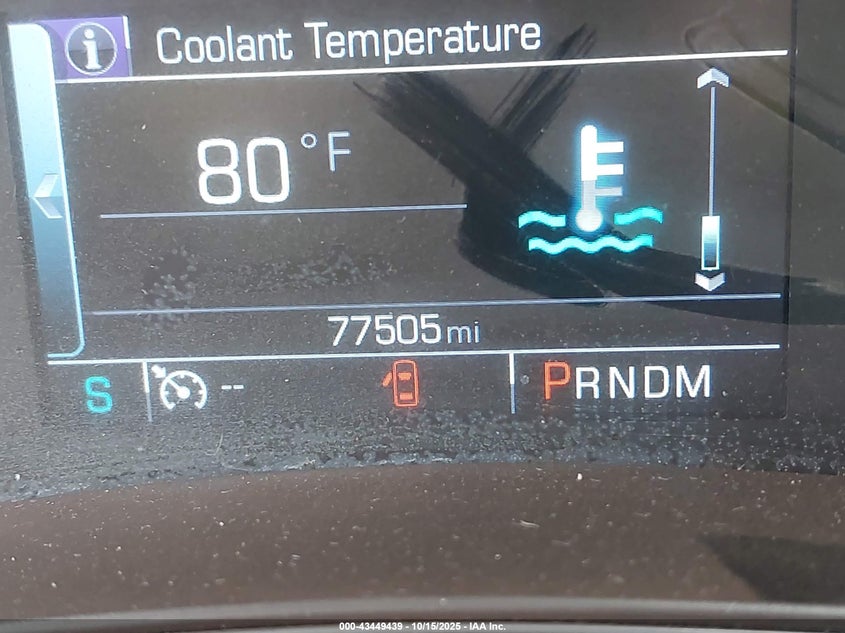 i Coolant Temperature
80 °F
77505 mi
S -- PRNDM
000-43449439 - 10/15/2025 - IAA Inc.